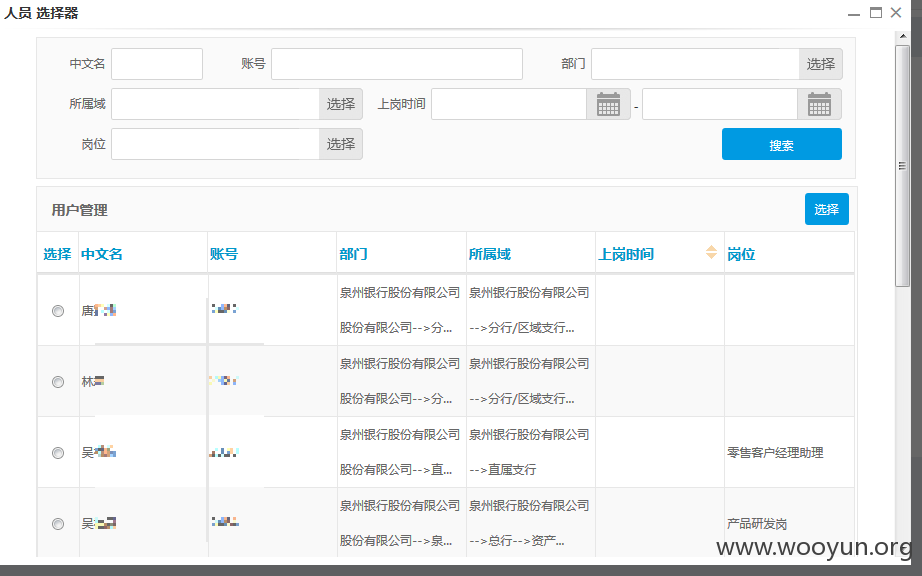 人员 选择器
中文名 账号 部门 选择
所属域 选择 上岗时间 -
岗位 选择 搜索
用户管理 选择
选择 中文名 账号 部门 所属域 上岗时间 岗位
唐
泉州银行股份有限公司 泉州银行股份有限公司
股份有限公司-->分... -->分行/区域支行...
林
泉州银行股份有限公司 泉州银行股份有限公司
股份有限公司-->分... -->分行/区域支行...
吴
泉州银行股份有限公司 泉州银行股份有限公司
股份有限公司-->直... -->直属支行
零售客户经理助理
吴
泉州银行股份有限公司 泉州银行股份有限公司
股份有限公司-->泉... -->总行-->资产...
产品研发岗
www.wooyun.org